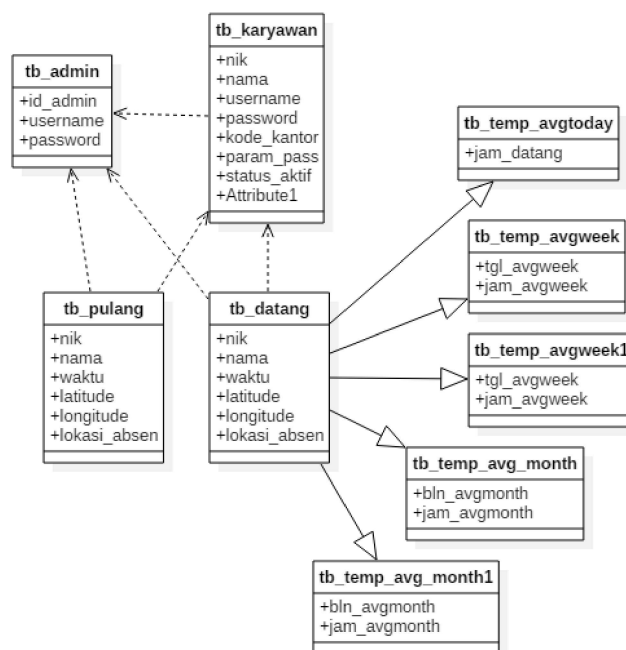 tb_karyawan
+nik
+nama
+username
+password
+kode_kantor
+param_pass
+status_aktif
+Attribute1
tb_admin
+id_admin
+username
+password
tb_temp_avgtoday
+jam_datang
tb_temp_avgweek
+tgl_avgweek
+jam_avgweek
tb_pulang
+nik
+nama
+waktu
+latitude
+longitude
+lokasi_absen
tb_datang
+nik
+nama
+waktu
+latitude
+longitude
+lokasi_absen
tb_temp_avgweek1
+tgl_avgweek
+jam_avgweek
tb_temp_avg_month
+bln_avgmonth
+jam_avgmonth
tb_temp_avg_month1
+bln_avgmonth
+jam_avgmonth